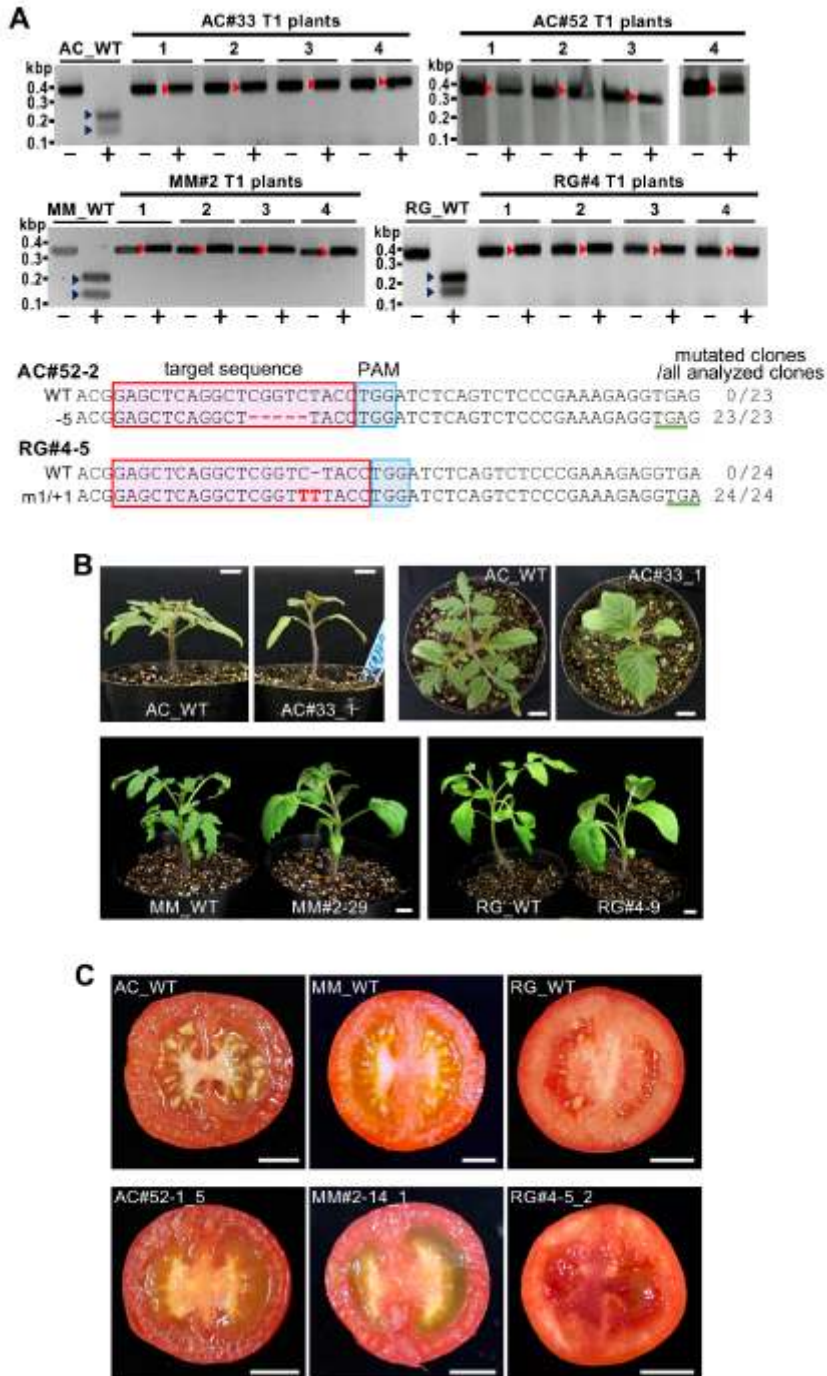 A
AC#33 T1 plants
AC#52 T1 plants
AC_WT 1 2 3 4 1 2 3 4
kbp
0.4
0.3
0.2
0.1
kbp
0.4
0.3
0.2
0.1
− + − + − + − + − + − + − + − + − +
MM#2 T1 plants
RG#4 T1 plants
MM_WT 1 2 3 4 RG_WT 1 2 3 4
kbp
0.4
0.2
0.1
kbp
0.4
0.2
0.1
− + − + − + − + − + − + − + − + − + − +
mutated clones
/all analyzed clones
AC#52-2 target sequence PAM
WT ACGGAGCTCAGGCTCGGTCTACCTGGATCTCAGTCTCCCGAAAGAGGTGAG 0/23
-5 ACGGAGCTCAGGCT-----TACCTGGATCTCAGTCTCCCGAAAGAGGTGAG 23/23
RG#4-5
WT ACGGAGCTCAGGCTCGGTC-TACCTGGATCTCAGTCTCCCGAAAGAGGTGA 0/24
m1/+1 ACGGAGCTCAGGCTCGGTTTTACCTGGATCTCAGTCTCCCGAAAGAGGTGA 24/24
B
AC_WT
AC#33_1
AC_WT
AC#33_1
MM_WT
MM#2-29
RG_WT
RG#4-9
C
AC_WT
MM_WT
RG_WT
AC#52-1_5
MM#2-14_1
RG#4-5_2